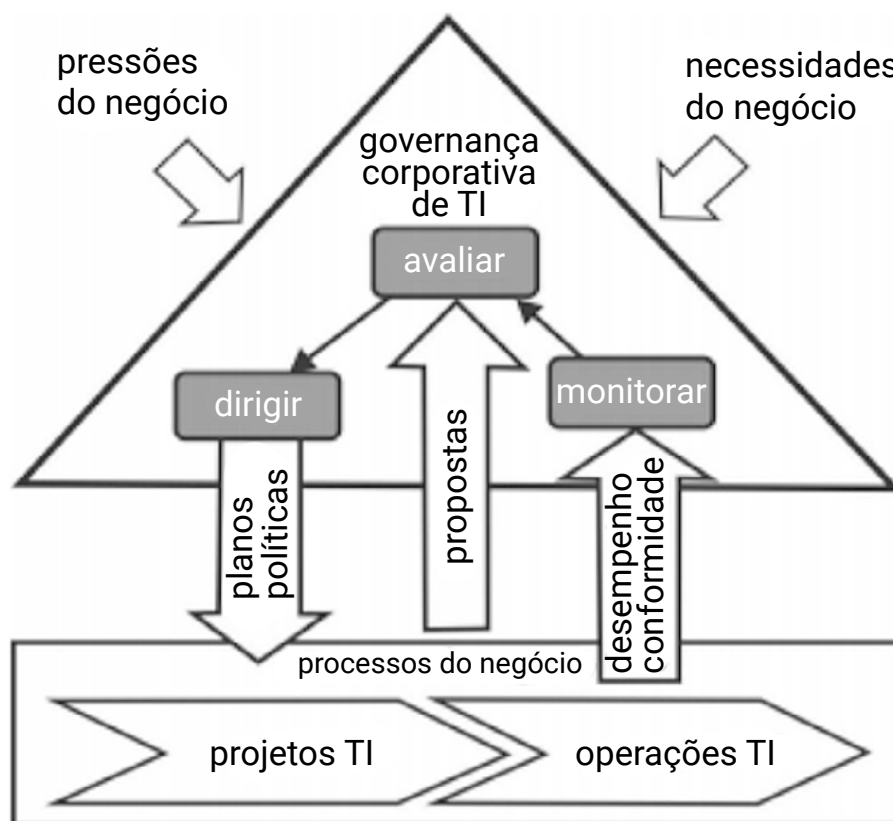 pressões
do negócio
necessidades
do negócio
governança
corporativa
de TI
avaliar
dirigir
monitorar
planos
políticas
propostas
desempenho
conformidade
processos do negócio
projetos TI
operações TI